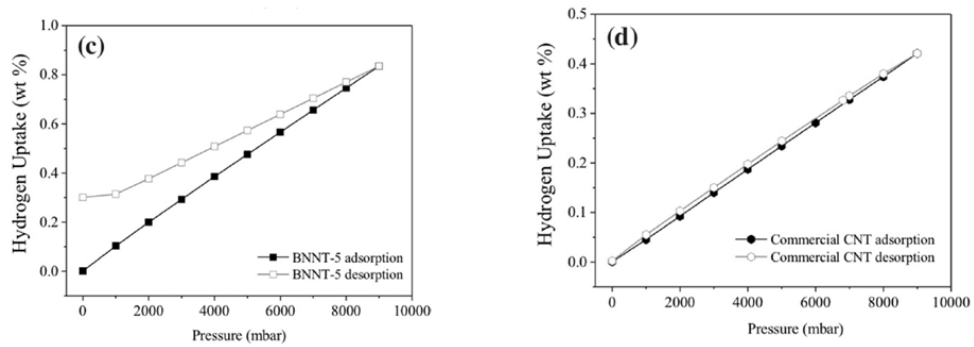 (c)
Hydrogen Uptake (wt %)
1.0
0.8
0.6
0.4
0.2
0.0
BNNT-5 adsorption
BNNT-5 desorption
0 2000 4000 6000 8000 10000
Pressure (mbar)
(d)
Hydrogen Uptake (wt %)
0.5
0.4
0.3
0.2
0.1
0.0
Commercial CNT adsorption
Commercial CNT desorption
0 2000 4000 6000 8000 10000
Pressure (mbar)